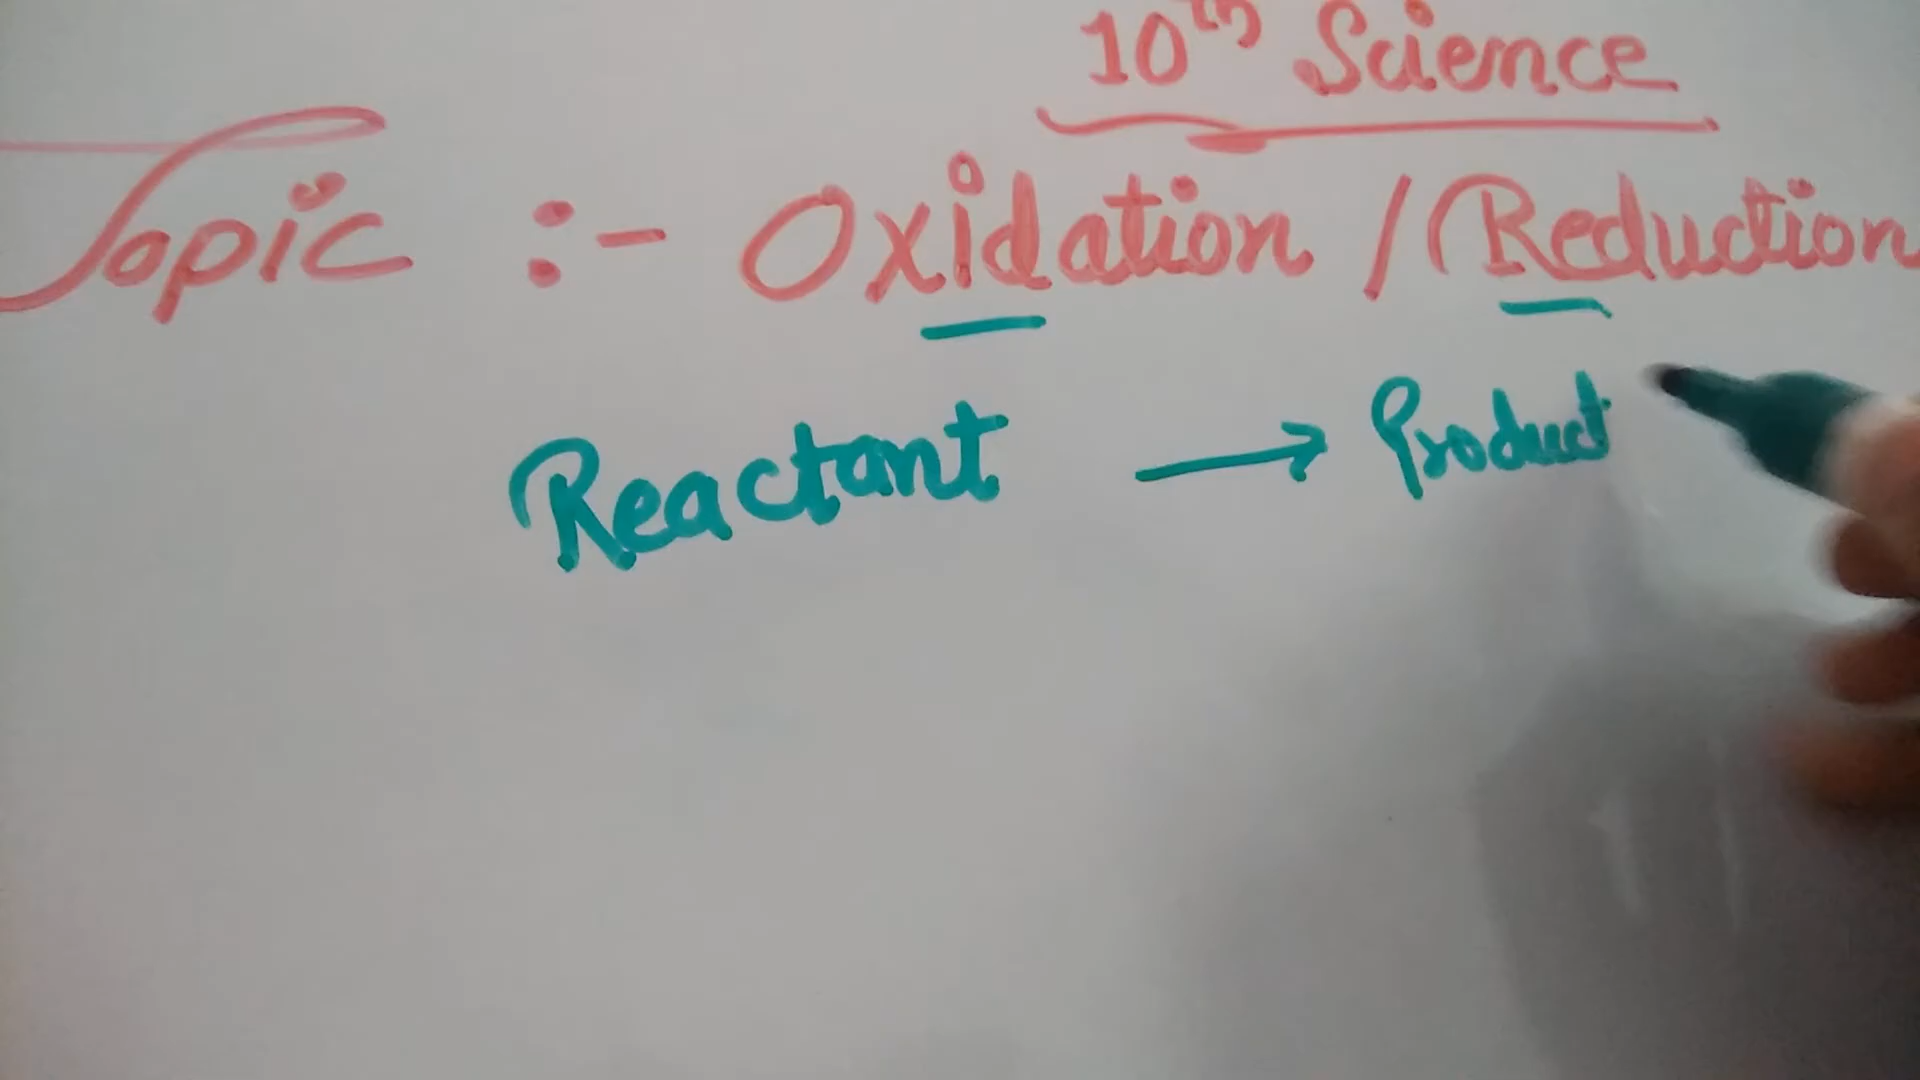 10th Science
Topic :- Oxidation / Reduction
Reactant → Product